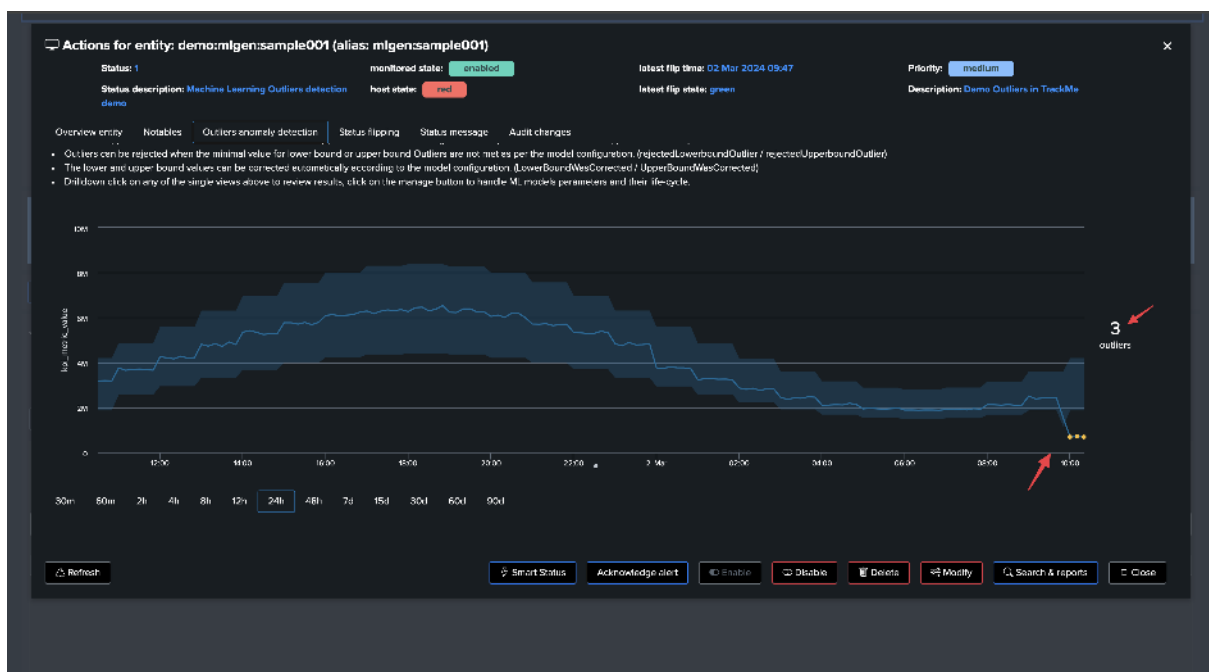 Actions for entity: demo:mlgen:sample001 (alias: mlgen:sample001)
Status: 1
monitored state: enabled
latest flip time: 02 Mar 2024 09:47
Priority: medium
Status description: Machine Learning Outliers detection demo
host state: red
latest flip state: green
Description: Demo Outliers in TrackMe
Overview entity Notables Outliers anomaly detection Status flipping Status message Audit changes
• Outliers can be rejected when the minimal value for lower bound or upper bound Outliers are not met as per the model configuration. (rejectedLowerboundOutlier / rejectedUpperboundOutlier)
• The lower and upper bound values can be corrected automatically according to the model configuration. (LowerBoundWasCorrected / UpperBoundWasCorrected)
• Drilldown click on any of the single views above to review results, click on the manage button to handle ML models parameters and their life-cycle.
10M
8M
6M
4M
2M
0
kpi_metric_value
3
outliers
12:00 14:00 16:00 18:00 20:00 22:00 2. Mar 02:00 04:00 06:00 08:00 10:00
30m 60m 2h 4h 8h 12h 24h 48h 7d 15d 30d 60d 90d
Refresh Smart Status Acknowledge alert Enable Disable Delete Modify Search & reports Close